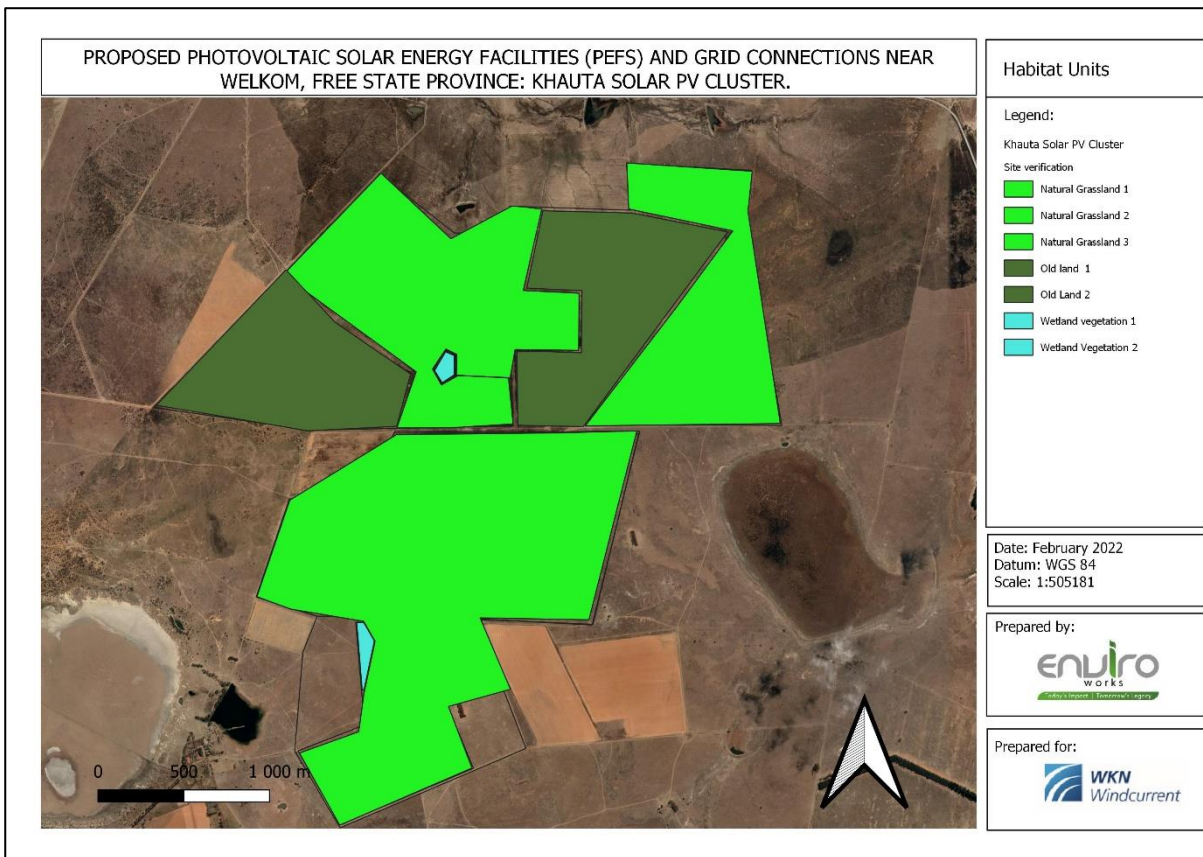 PROPOSED PHOTOVOLTAIC SOLAR ENERGY FACILITIES (PEFS) AND GRID CONNECTIONS NEAR
WELKOM, FREE STATE PROVINCE: KHAUTA SOLAR PV CLUSTER.
Habitat Units
Legend:
Khauta Solar PV Cluster
Site verification
Natural Grassland 1
Natural Grassland 2
Natural Grassland 3
Old land 1
Old Land 2
Wetland vegetation 1
Wetland Vegetation 2
0 500 1 000 m
Date: February 2022
Datum: WGS 84
Scale: 1:505181
Prepared by:
enviro
works
Today's Impact | Tomorrow's Legacy
Prepared for:
WKN
Windcurrent